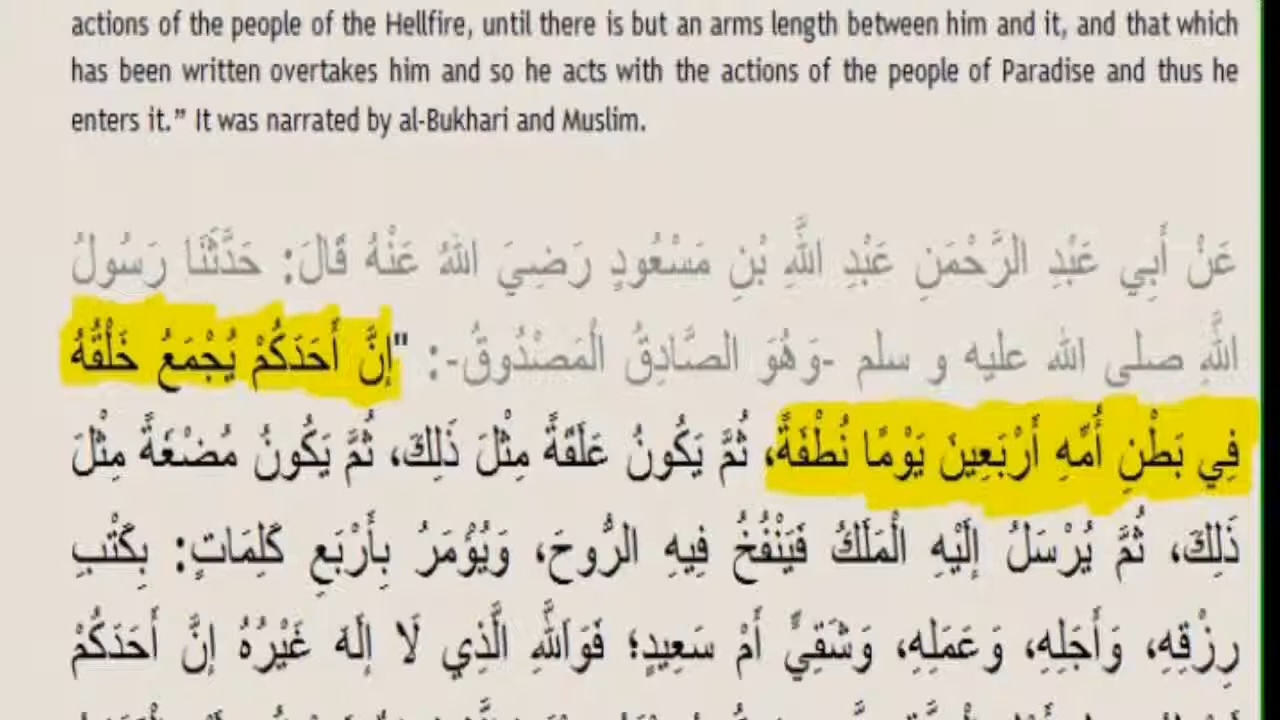 actions of the people of the Hellfire, until there is but an arms length between him and it, and that which
has been written overtakes him and so he acts with the actions of the people of Paradise and thus he
enters it.” It was narrated by al-Bukhari and Muslim.
عَنْ أَبِي عَبْدِ الرَّحْمَنِ عَبْدِ اللَّهِ بْنِ مَسْعُودٍ رَضِيَ اللهُ عَنْهُ قَالَ: حَدَّثَنَا رَسُولُ
اللَّهِ صلى الله عليه و سلم -وَهُوَ الصَّادِقُ الْمَصْدُوقُ-: "إنَّ أَحَدَكُمْ يُجْمَعُ خَلْقُهُ
فِي بَطْنِ أُمِّهِ أَرْبَعِينَ يَوْمًا نُطْفَةً، ثُمَّ يَكُونُ عَلَقَةً مِثْلَ ذَلِكَ، ثُمَّ يَكُونُ مُضْغَةً مِثْلَ
ذَلِكَ، ثُمَّ يُرْسَلُ إلَيْهِ الْمَلَكُ فَيَنْفُخُ فِيهِ الرُّوحَ، وَيُؤْمَرُ بِأَرْبَعِ كَلِمَاتٍ: بِكَتْبِ
رِزْقِهِ، وَأَجَلِهِ، وَعَمَلِهِ، وَشَقِيٍّ أَمْ سَعِيدٍ؛ فَوَاَللَّهِ الَّذِي لَا إلَهَ غَيْرُهُ إنَّ أَحَدَكُمْ